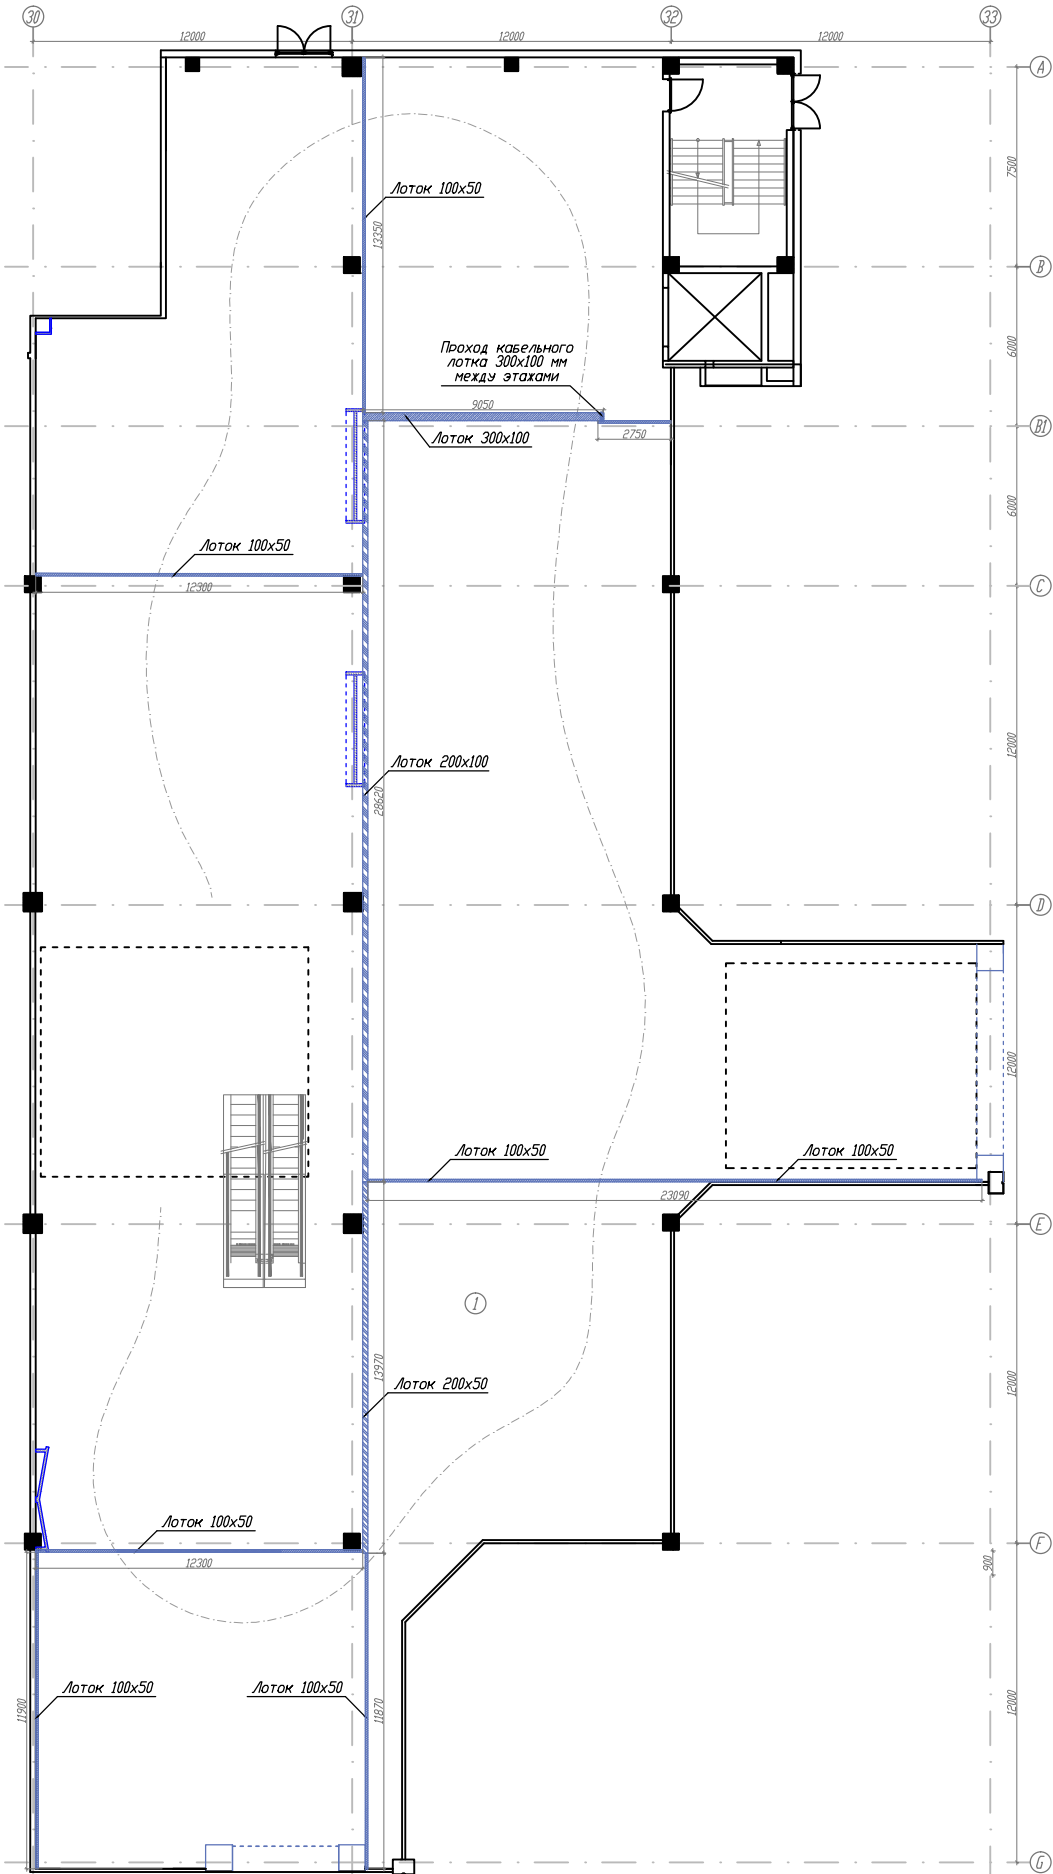 30 31 32 33
12000 12000 12000
A
7500
Лоток 100х50
13350
B
6000
Проход кабельного
лотка 300х100 мм
между этажами
9050
B1
Лоток 300х100
2750
6000
Лоток 100х50
12300
C
12000
Лоток 200х100
28620
D
12000
Лоток 100х50
Лоток 100х50
23090
E
1
13970
Лоток 200х50
12000
Лоток 100х50
F
12300
900
Лоток 100х50
Лоток 100х50
11900
11870
12000
G